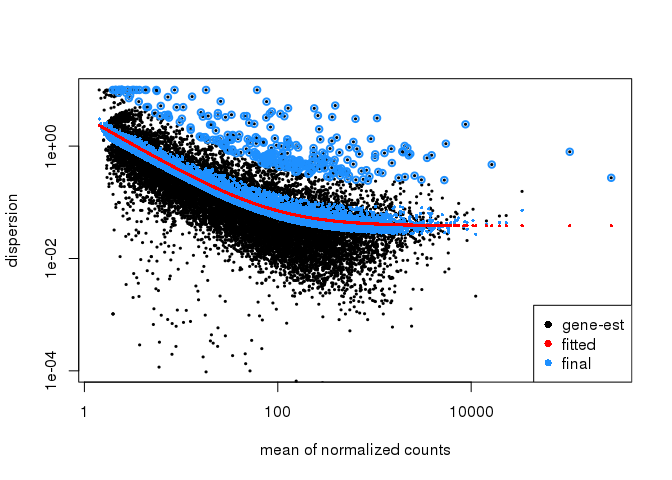 1e+00
1e-02
1e-04
dispersion
gene-est
fitted
final
1
100
10000
mean of normalized counts